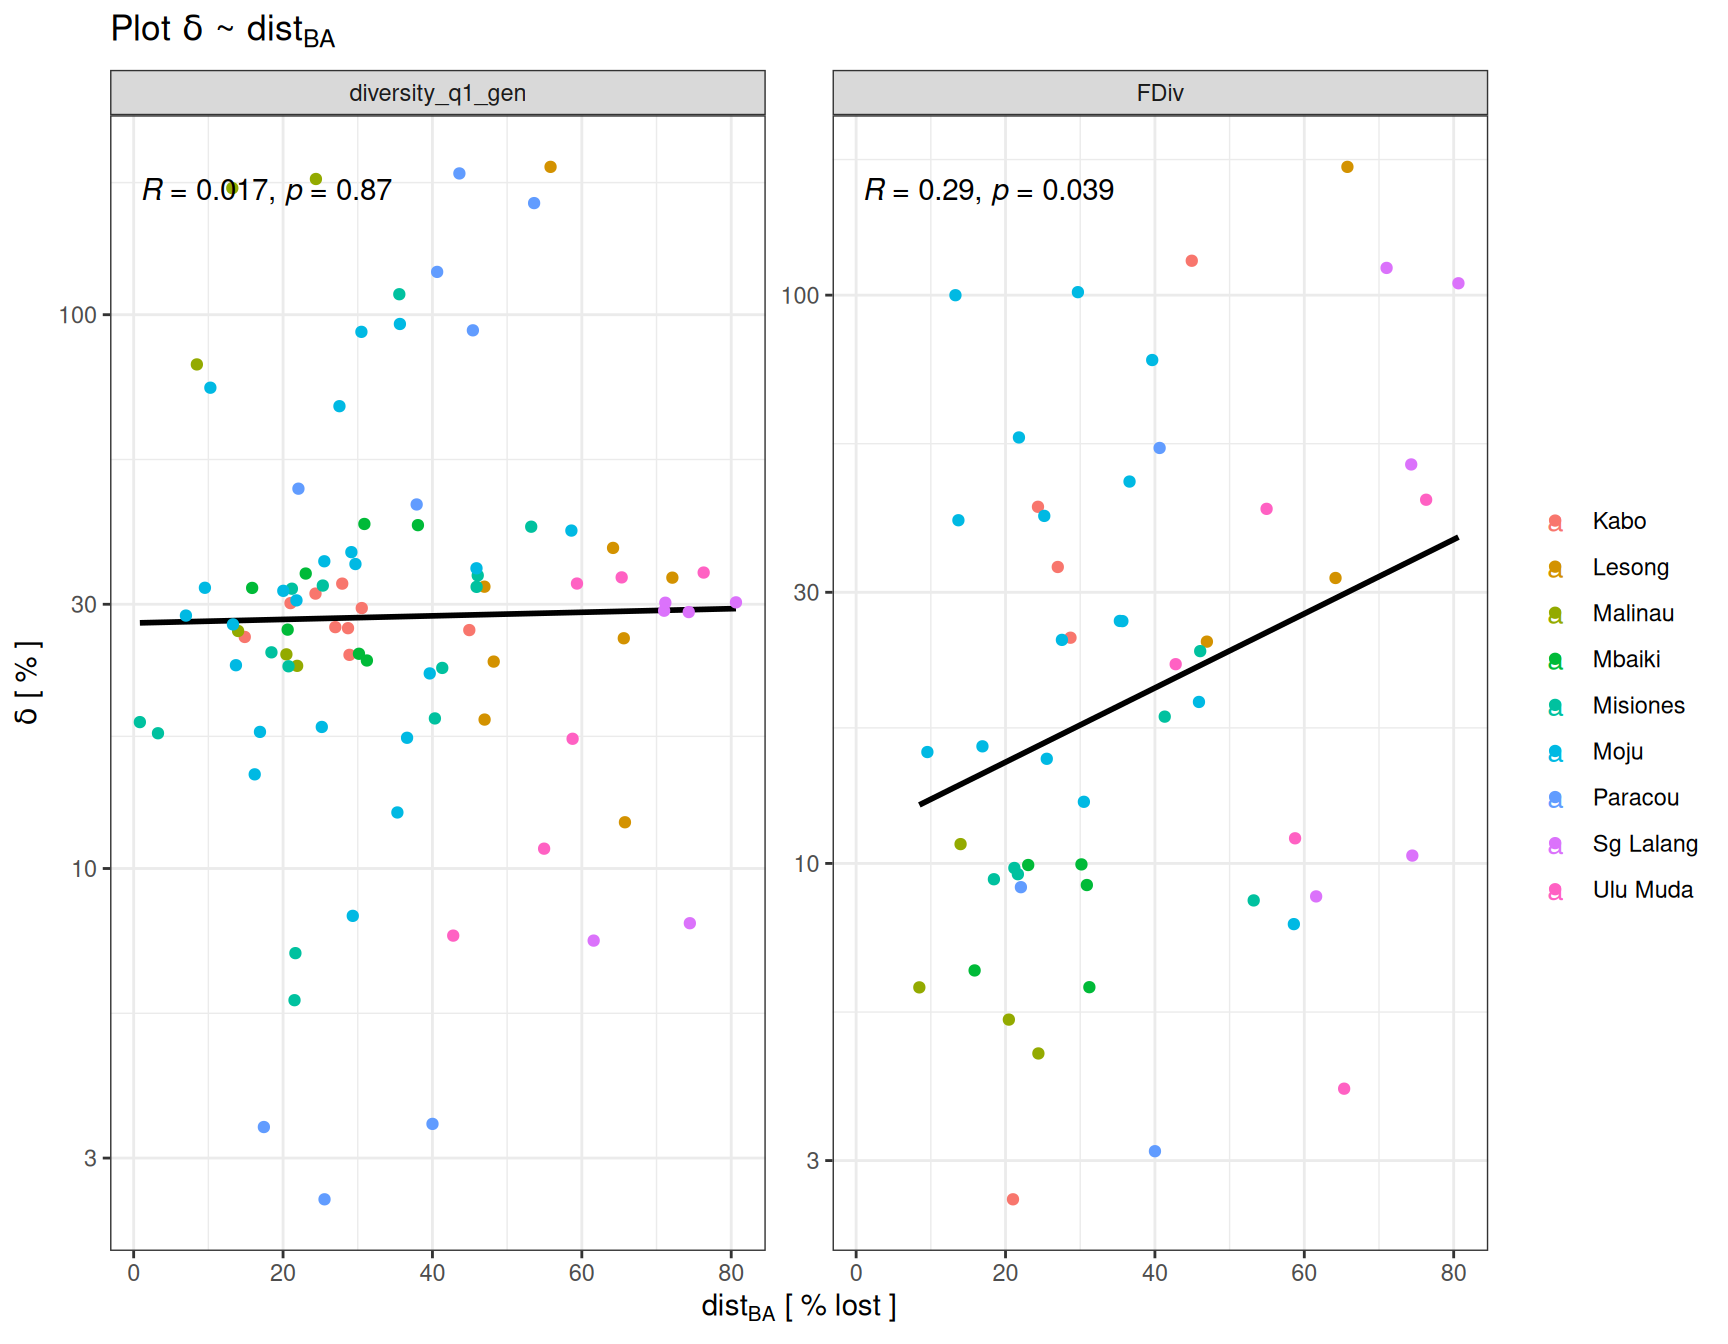 Plot δ ~ distBA
diversity_q1_gen
FDiv
R = 0.017, p = 0.87
R = 0.29, p = 0.039
100
30
10
3
100
30
10
3
δ [ % ]
0 20 40 60 80
0 20 40 60 80
distBA [ % lost ]
a Kabo
a Lesong
a Malinau
a Mbaiki
a Misiones
a Moju
a Paracou
a Sg Lalang
a Ulu Muda